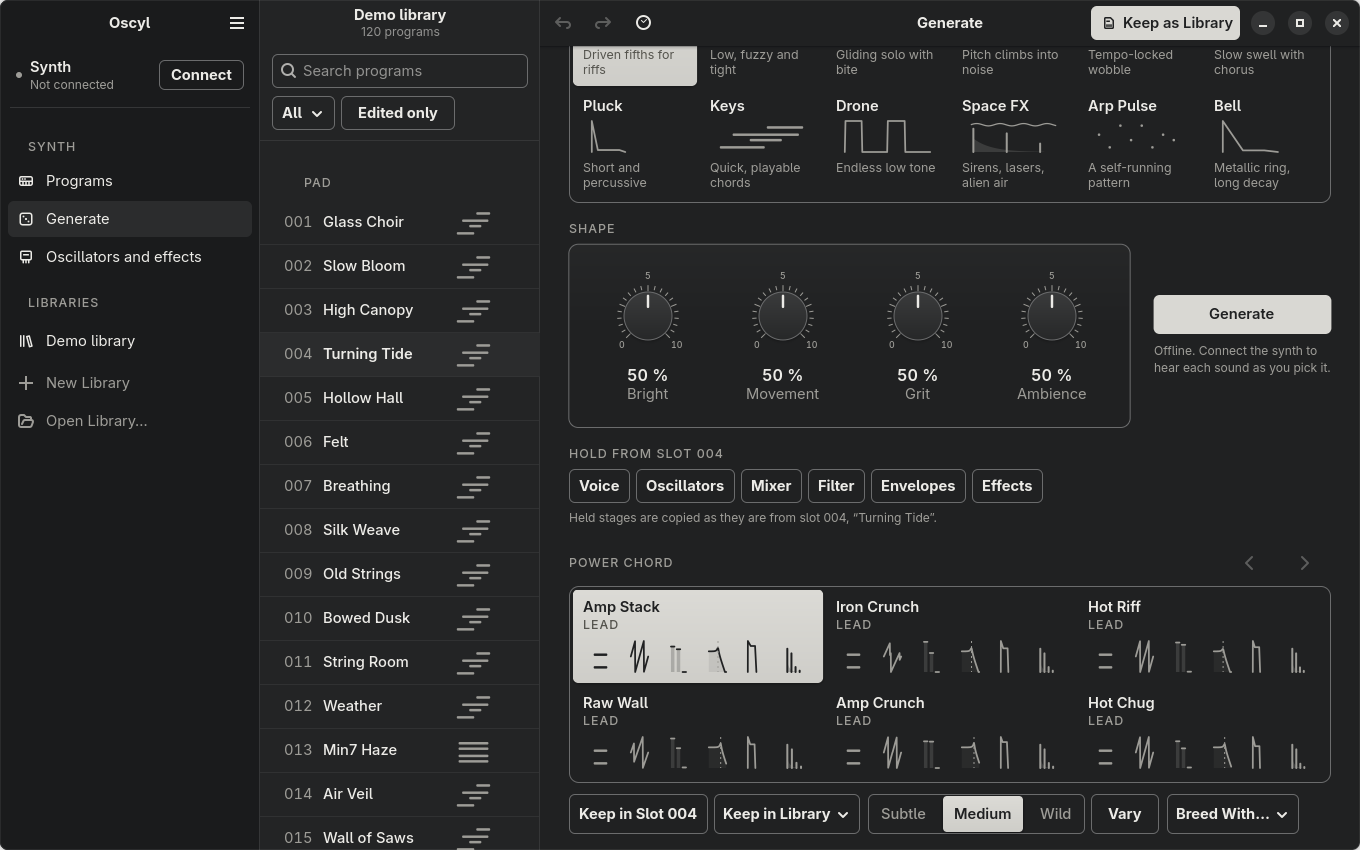 Oscyl
Synth
Not connected
Connect
SYNTH
Programs
Generate
Oscillators and effects
LIBRARIES
Demo library
New Library
Open Library…
Demo library
120 programs
Search programs
All
Edited only
PAD
001 Glass Choir
002 Slow Bloom
003 High Canopy
004 Turning Tide
005 Hollow Hall
006 Felt
007 Breathing
008 Silk Weave
009 Old Strings
010 Bowed Dusk
011 String Room
012 Weather
013 Min7 Haze
014 Air Veil
015 Wall of Saws
Generate
Keep as Library
Driven fifths for
riffs
Low, fuzzy and
tight
Gliding solo with
bite
Pitch climbs into
noise
Tempo-locked
wobble
Slow swell with
chorus
Pluck
Short and
percussive
Keys
Quick, playable
chords
Drone
Endless low tone
Space FX
Sirens, lasers,
alien air
Arp Pulse
A self-running
pattern
Bell
Metallic ring,
long decay
SHAPE
5
0 10
50 %
Bright
5
0 10
50 %
Movement
5
0 10
50 %
Grit
5
0 10
50 %
Ambience
Generate
Offline. Connect the synth to
hear each sound as you pick it.
HOLD FROM SLOT 004
Voice Oscillators Mixer Filter Envelopes Effects
Held stages are copied as they are from slot 004, “Turning Tide”.
POWER CHORD
Amp Stack
LEAD
Iron Crunch
LEAD
Hot Riff
LEAD
Raw Wall
LEAD
Amp Crunch
LEAD
Hot Chug
LEAD
Keep in Slot 004 Keep in Library Subtle Medium Wild Vary Breed With…